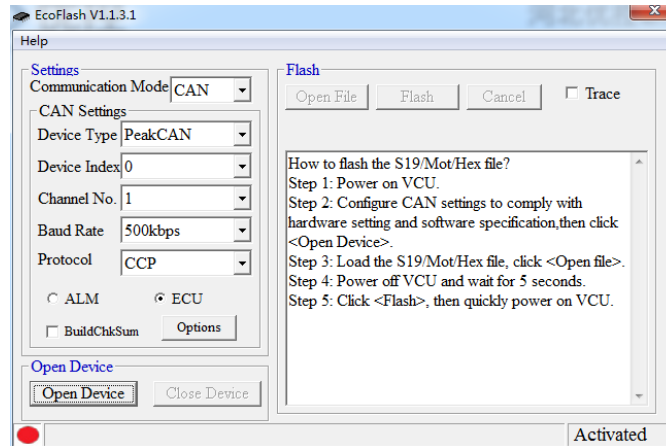 EcoFlash V1.1.3.1
Help
Settings
Communication Mode CAN
CAN Settings
Device Type PeakCAN
Device Index 0
Channel No. 1
Baud Rate 500kbps
Protocol CCP
ALM ECU
BuildChkSum Options
Open Device
Open Device Close Device
Flash
Open File Flash Cancel Trace
How to flash the S19/Mot/Hex file?
Step 1: Power on VCU.
Step 2: Configure CAN settings to comply with
hardware setting and software specification,then click
<Open Device>.
Step 3: Load the S19/Mot/Hex file, click <Open file>.
Step 4: Power off VCU and wait for 5 seconds.
Step 5: Click <Flash>, then quickly power on VCU.
Activated